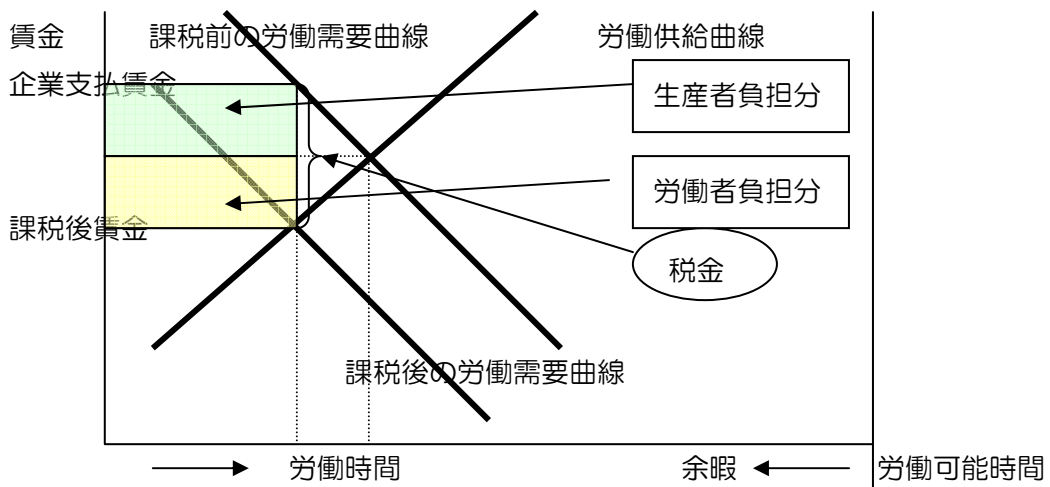 賃金
課税前の労働需要曲線
労働供給曲線
企業支払賃金
生産者負担分
労働者負担分
課税後賃金
税金
課税後の労働需要曲線
労働時間
余暇
労働可能時間